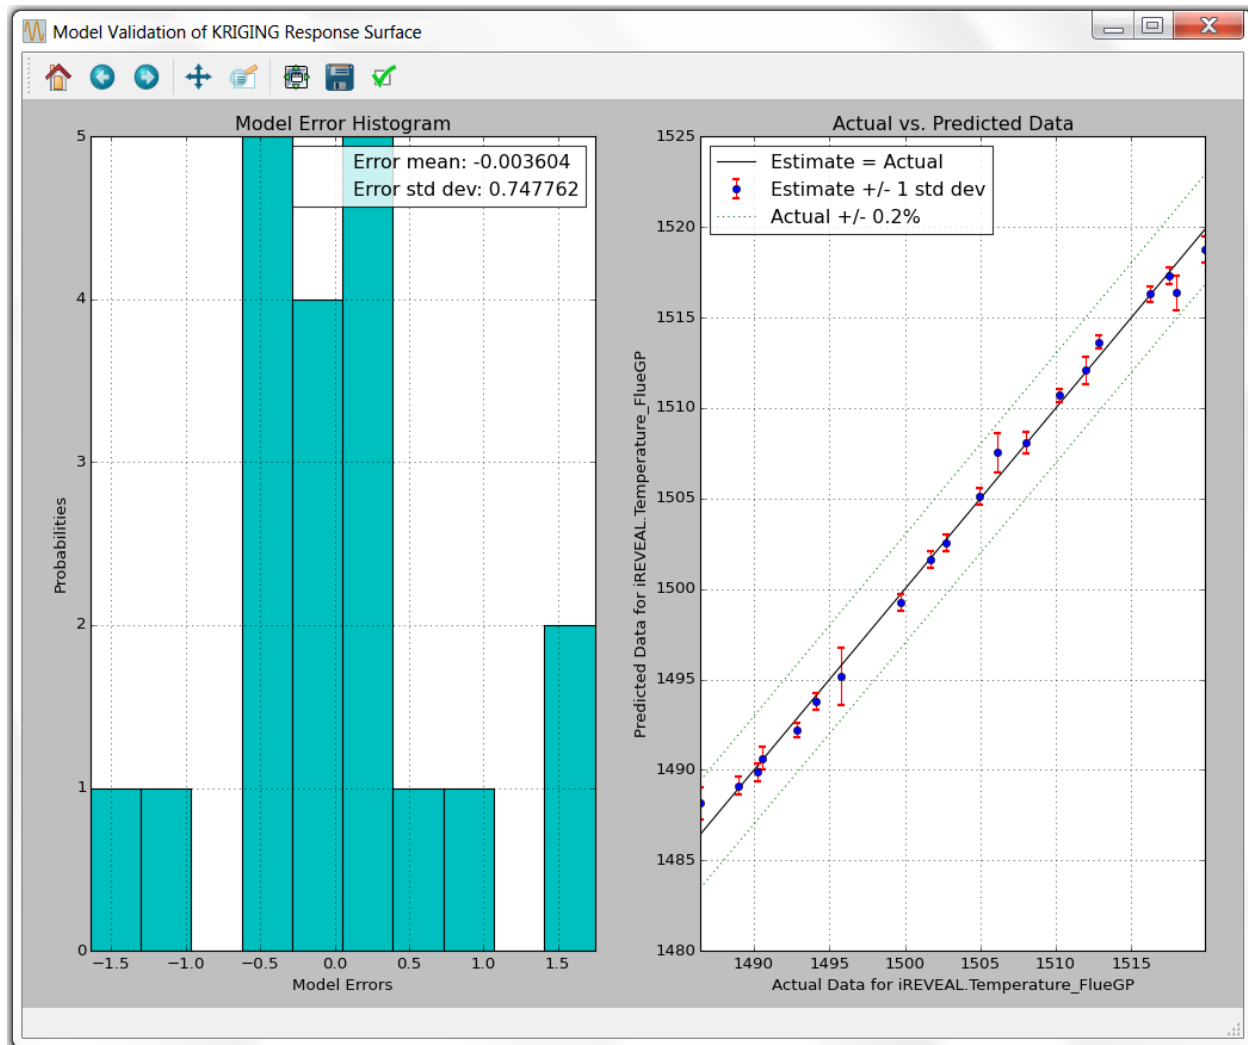 Model Validation of KRIGING Response Surface
Model Error Histogram
Error mean: -0.003604
Error std dev: 0.747762
5
4
3
2
1
0
Probabilities
−1.5 −1.0 −0.5 0.0 0.5 1.0 1.5
Model Errors
Actual vs. Predicted Data
Estimate = Actual
Estimate +/- 1 std dev
Actual +/- 0.2%
1525
1520
1515
1510
1505
1500
1495
1490
1485
1480
Predicted Data for iREVEAL.Temperature_FlueGP
1490 1495 1500 1505 1510 1515
Actual Data for iREVEAL.Temperature_FlueGP